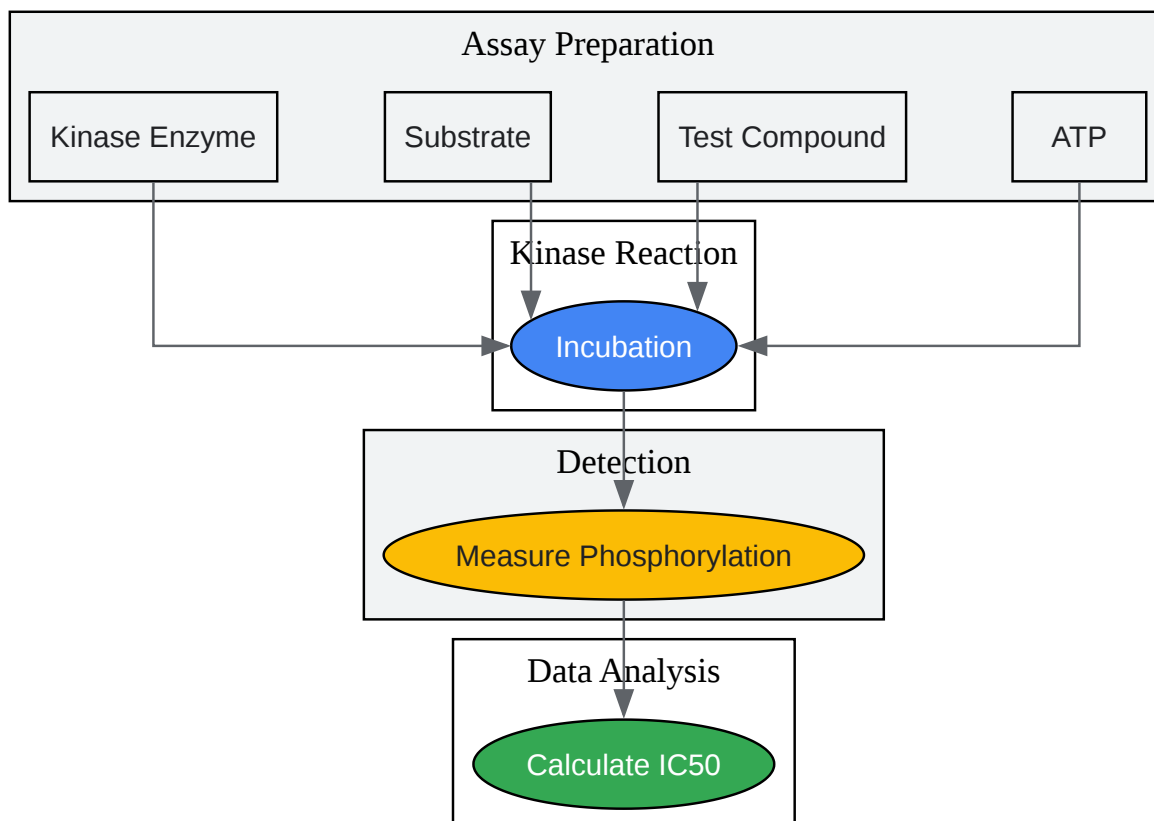 Assay Preparation
Kinase Enzyme
Substrate
Test Compound
ATP
Kinase Reaction
Incubation
Detection
Measure Phosphorylation
Data Analysis
Calculate IC50